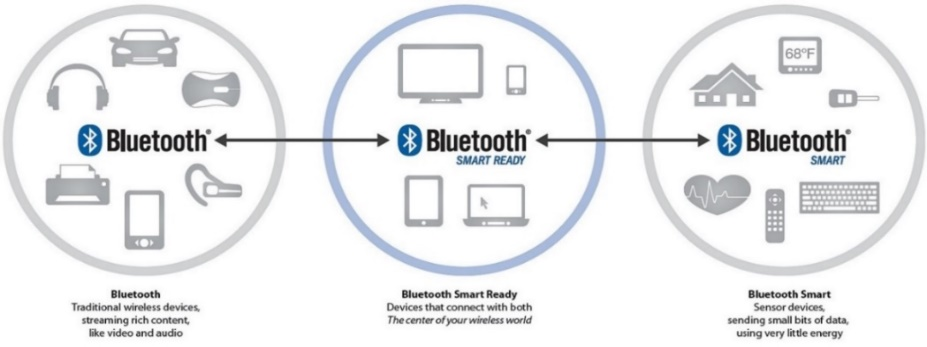 68°F
Bluetooth®
Bluetooth®
SMART READY
Bluetooth®
SMART
Bluetooth
Traditional wireless devices,
streaming rich content,
like video and audio
Bluetooth Smart Ready
Devices that connect with both
The center of your wireless world
Bluetooth Smart
Sensor devices,
sending small bits of data,
using very little energy